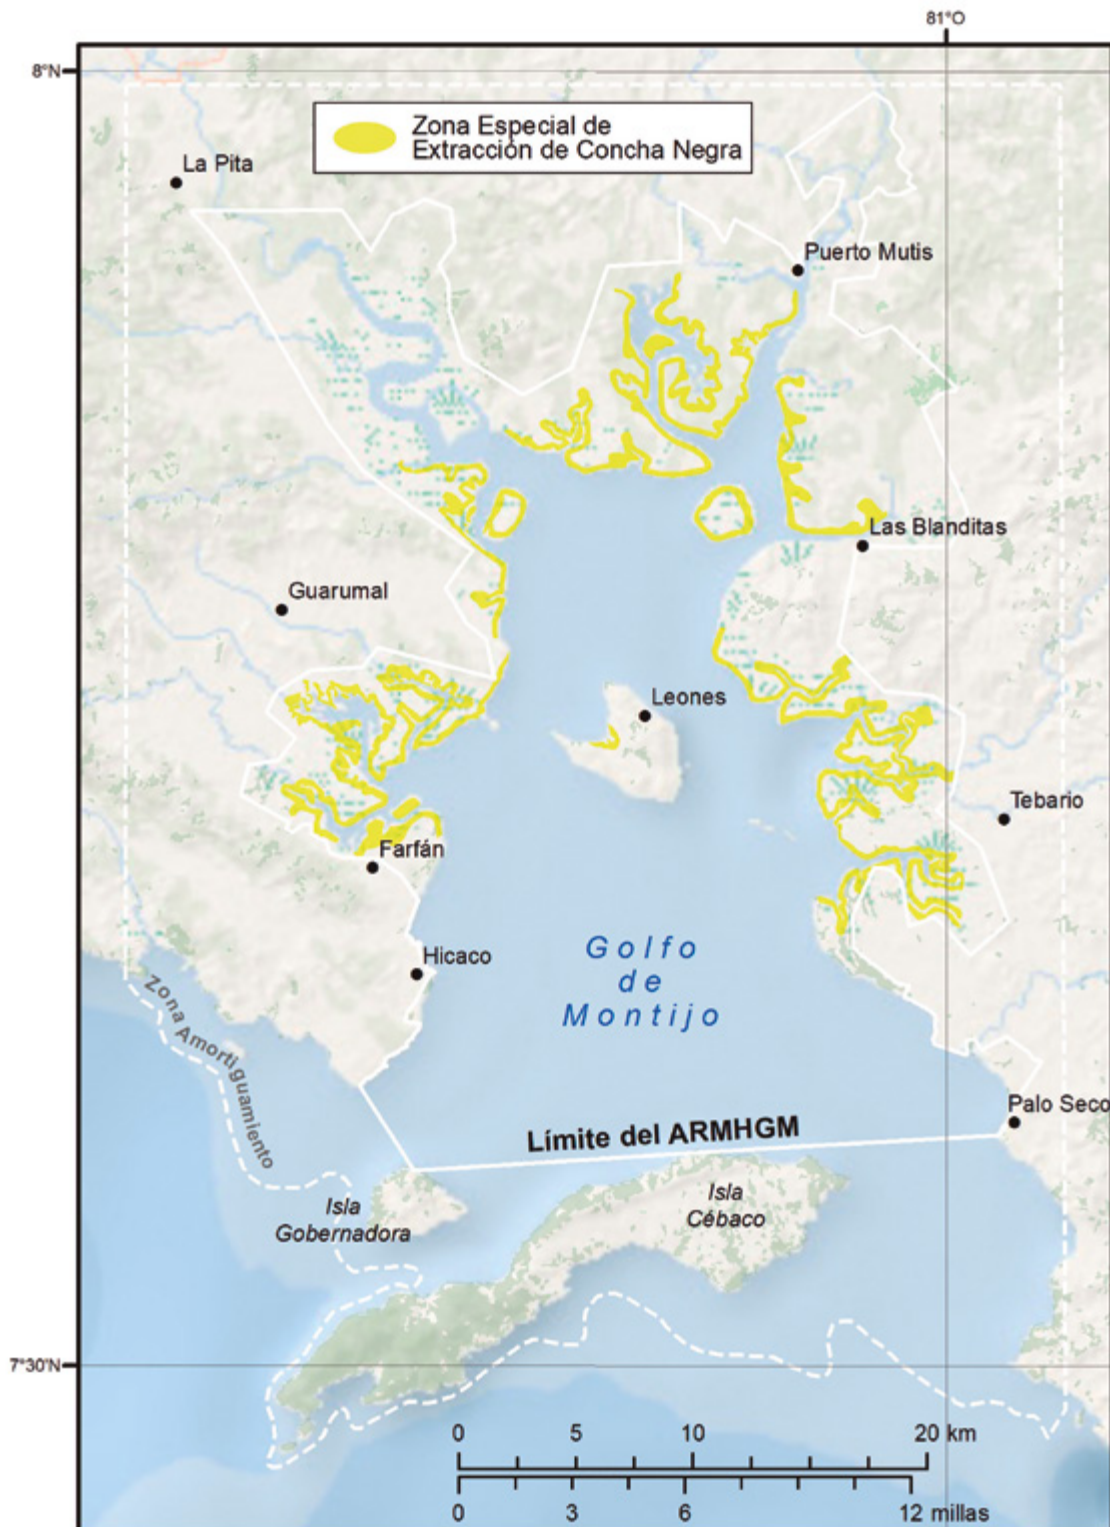 81°O
8°N
Zona Especial de
Extracción de Concha Negra
La Pita
Puerto Mutis
Las Blanditas
Guarumal
Leones
Tebario
Farfán
Hicaco
Golfo
de
Montijo
Zona Amortiguamiento
Palo Seco
Límite del ARMHGM
Isla
Gobernadora
Isla
Cébaco
7°30'N
0 5 10 20 km
0 3 6 12 millas